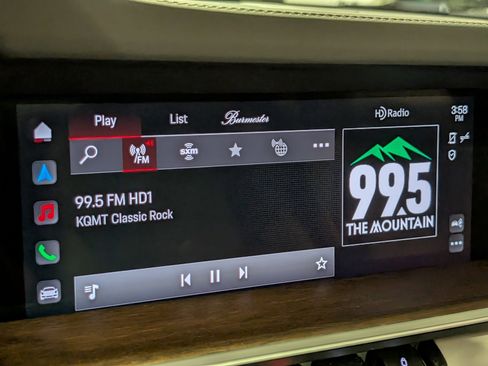 Play
List
Burmester
HD Radio
3:58
PM
FM
sxm
99.5 FM HD1
KQMT Classic Rock
99.5
THE MOUNTAIN